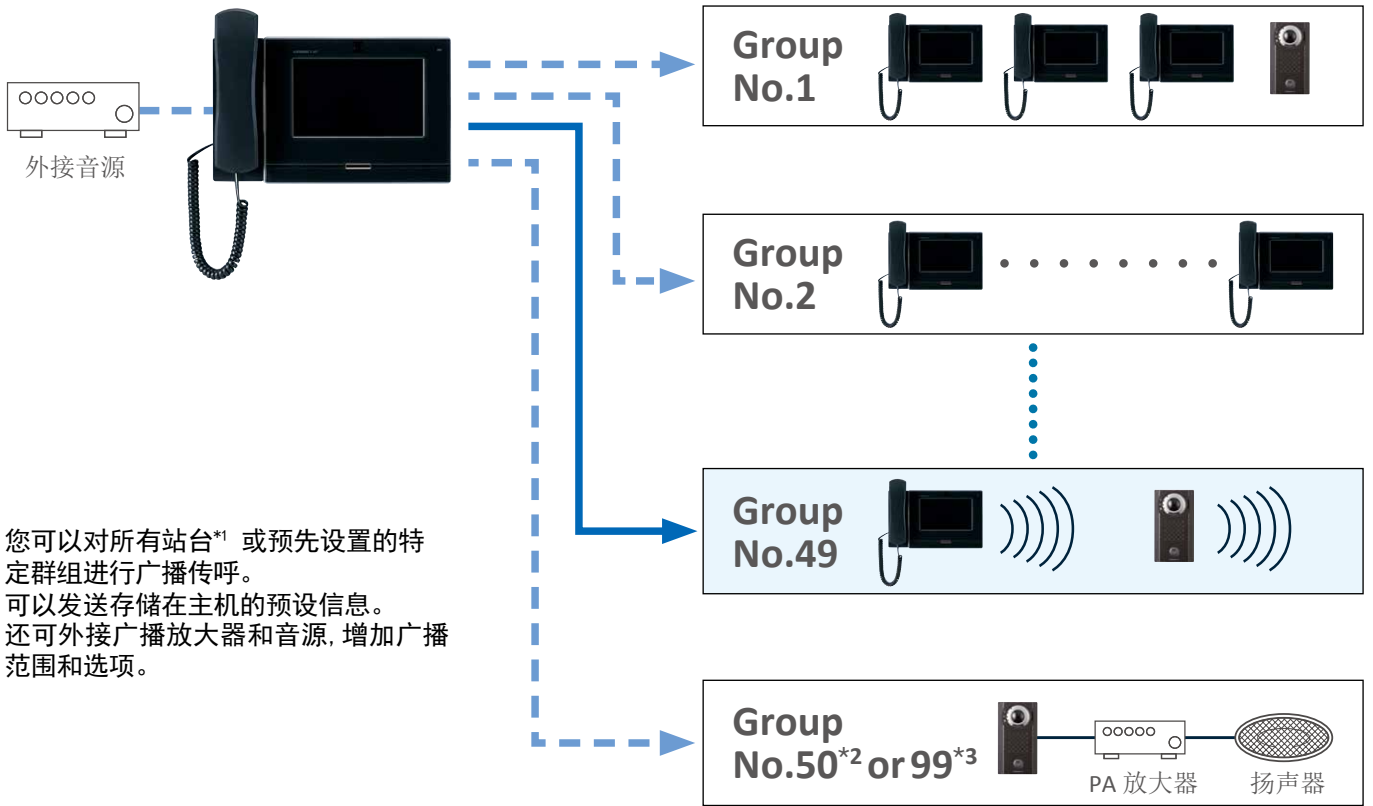 Group
No.1
外接音源
Group
No.2
Group
No.49
您可以对所有站台*1 或预先设置的特
定群组进行广播传呼。
可以发送存储在主机的预设信息。
还可外接广播放大器和音源, 增加广播
范围和选项。
Group
No.50*2 or 99*3
PA 放大器
扬声器